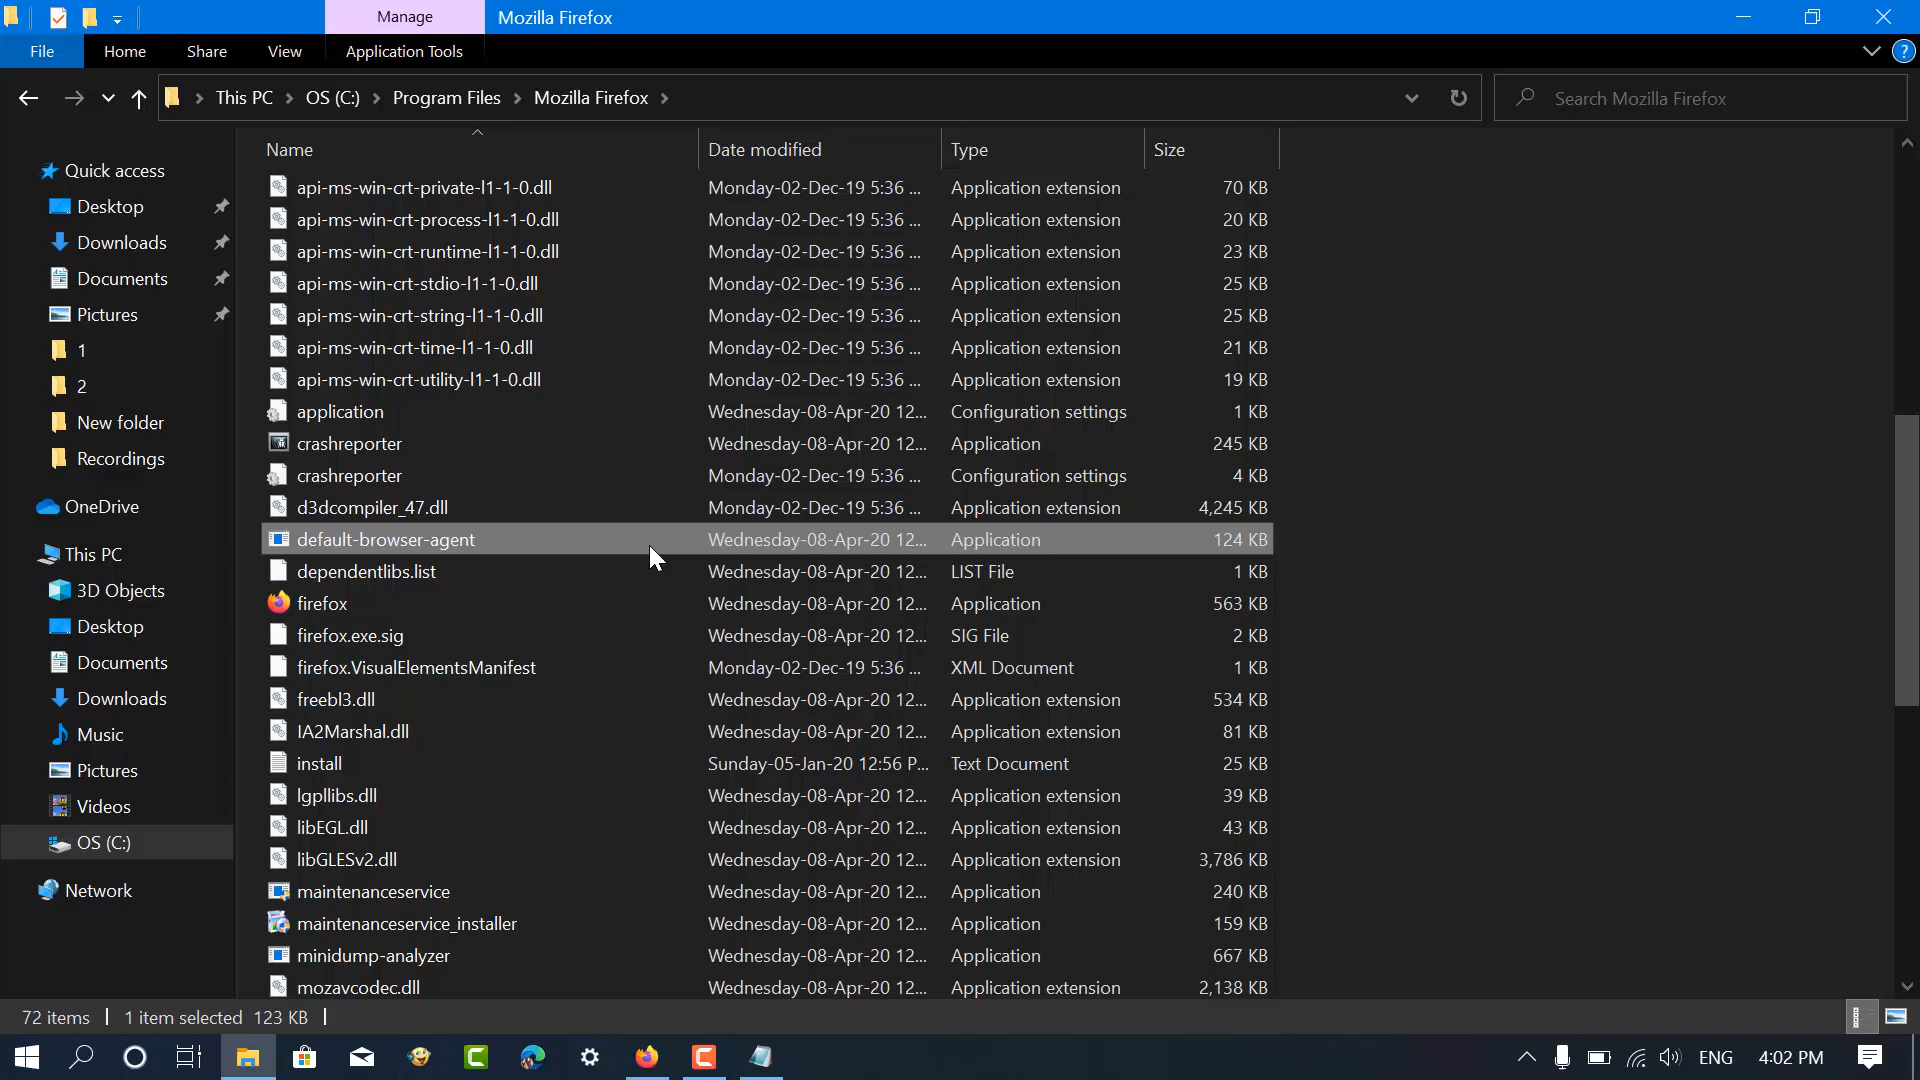 Manage
Mozilla Firefox
File
Home
Share
View
Application Tools
This PC
OS (C:)
Program Files
Mozilla Firefox
Search Mozilla Firefox
Quick access
Desktop
Downloads
Documents
Pictures
1
2
New folder
Recordings
OneDrive
This PC
3D Objects
Desktop
Documents
Downloads
Music
Pictures
Videos
OS (C:)
Network
Name Date modified Type Size
api-ms-win-crt-private-l1-1-0.dll Monday-02-Dec-19 5:36 ... Application extension 70 KB
api-ms-win-crt-process-l1-1-0.dll Monday-02-Dec-19 5:36 ... Application extension 20 KB
api-ms-win-crt-runtime-l1-1-0.dll Monday-02-Dec-19 5:36 ... Application extension 23 KB
api-ms-win-crt-stdio-l1-1-0.dll Monday-02-Dec-19 5:36 ... Application extension 25 KB
api-ms-win-crt-string-l1-1-0.dll Monday-02-Dec-19 5:36 ... Application extension 25 KB
api-ms-win-crt-time-l1-1-0.dll Monday-02-Dec-19 5:36 ... Application extension 21 KB
api-ms-win-crt-utility-l1-1-0.dll Monday-02-Dec-19 5:36 ... Application extension 19 KB
application Wednesday-08-Apr-20 12... Configuration settings 1 KB
crashreporter Wednesday-08-Apr-20 12... Application 245 KB
crashreporter Monday-02-Dec-19 5:36 ... Configuration settings 4 KB
d3dcompiler_47.dll Monday-02-Dec-19 5:36 ... Application extension 4,245 KB
default-browser-agent Wednesday-08-Apr-20 12... Application 124 KB
dependentlibs.list Wednesday-08-Apr-20 12... LIST File 1 KB
firefox Wednesday-08-Apr-20 12... Application 563 KB
firefox.exe.sig Wednesday-08-Apr-20 12... SIG File 2 KB
firefox.VisualElementsManifest Monday-02-Dec-19 5:36 ... XML Document 1 KB
freebl3.dll Wednesday-08-Apr-20 12... Application extension 534 KB
IA2Marshal.dll Wednesday-08-Apr-20 12... Application extension 81 KB
install Sunday-05-Jan-20 12:56 P... Text Document 25 KB
lgpllibs.dll Wednesday-08-Apr-20 12... Application extension 39 KB
libEGL.dll Wednesday-08-Apr-20 12... Application extension 43 KB
libGLESv2.dll Wednesday-08-Apr-20 12... Application extension 3,786 KB
maintenanceservice Wednesday-08-Apr-20 12... Application 240 KB
maintenanceservice_installer Wednesday-08-Apr-20 12... Application 159 KB
minidump-analyzer Wednesday-08-Apr-20 12... Application 667 KB
mozavcodec.dll Wednesday-08-Apr-20 12... Application extension 2,138 KB
72 items 1 item selected 123 KB
ENG 4:02 PM